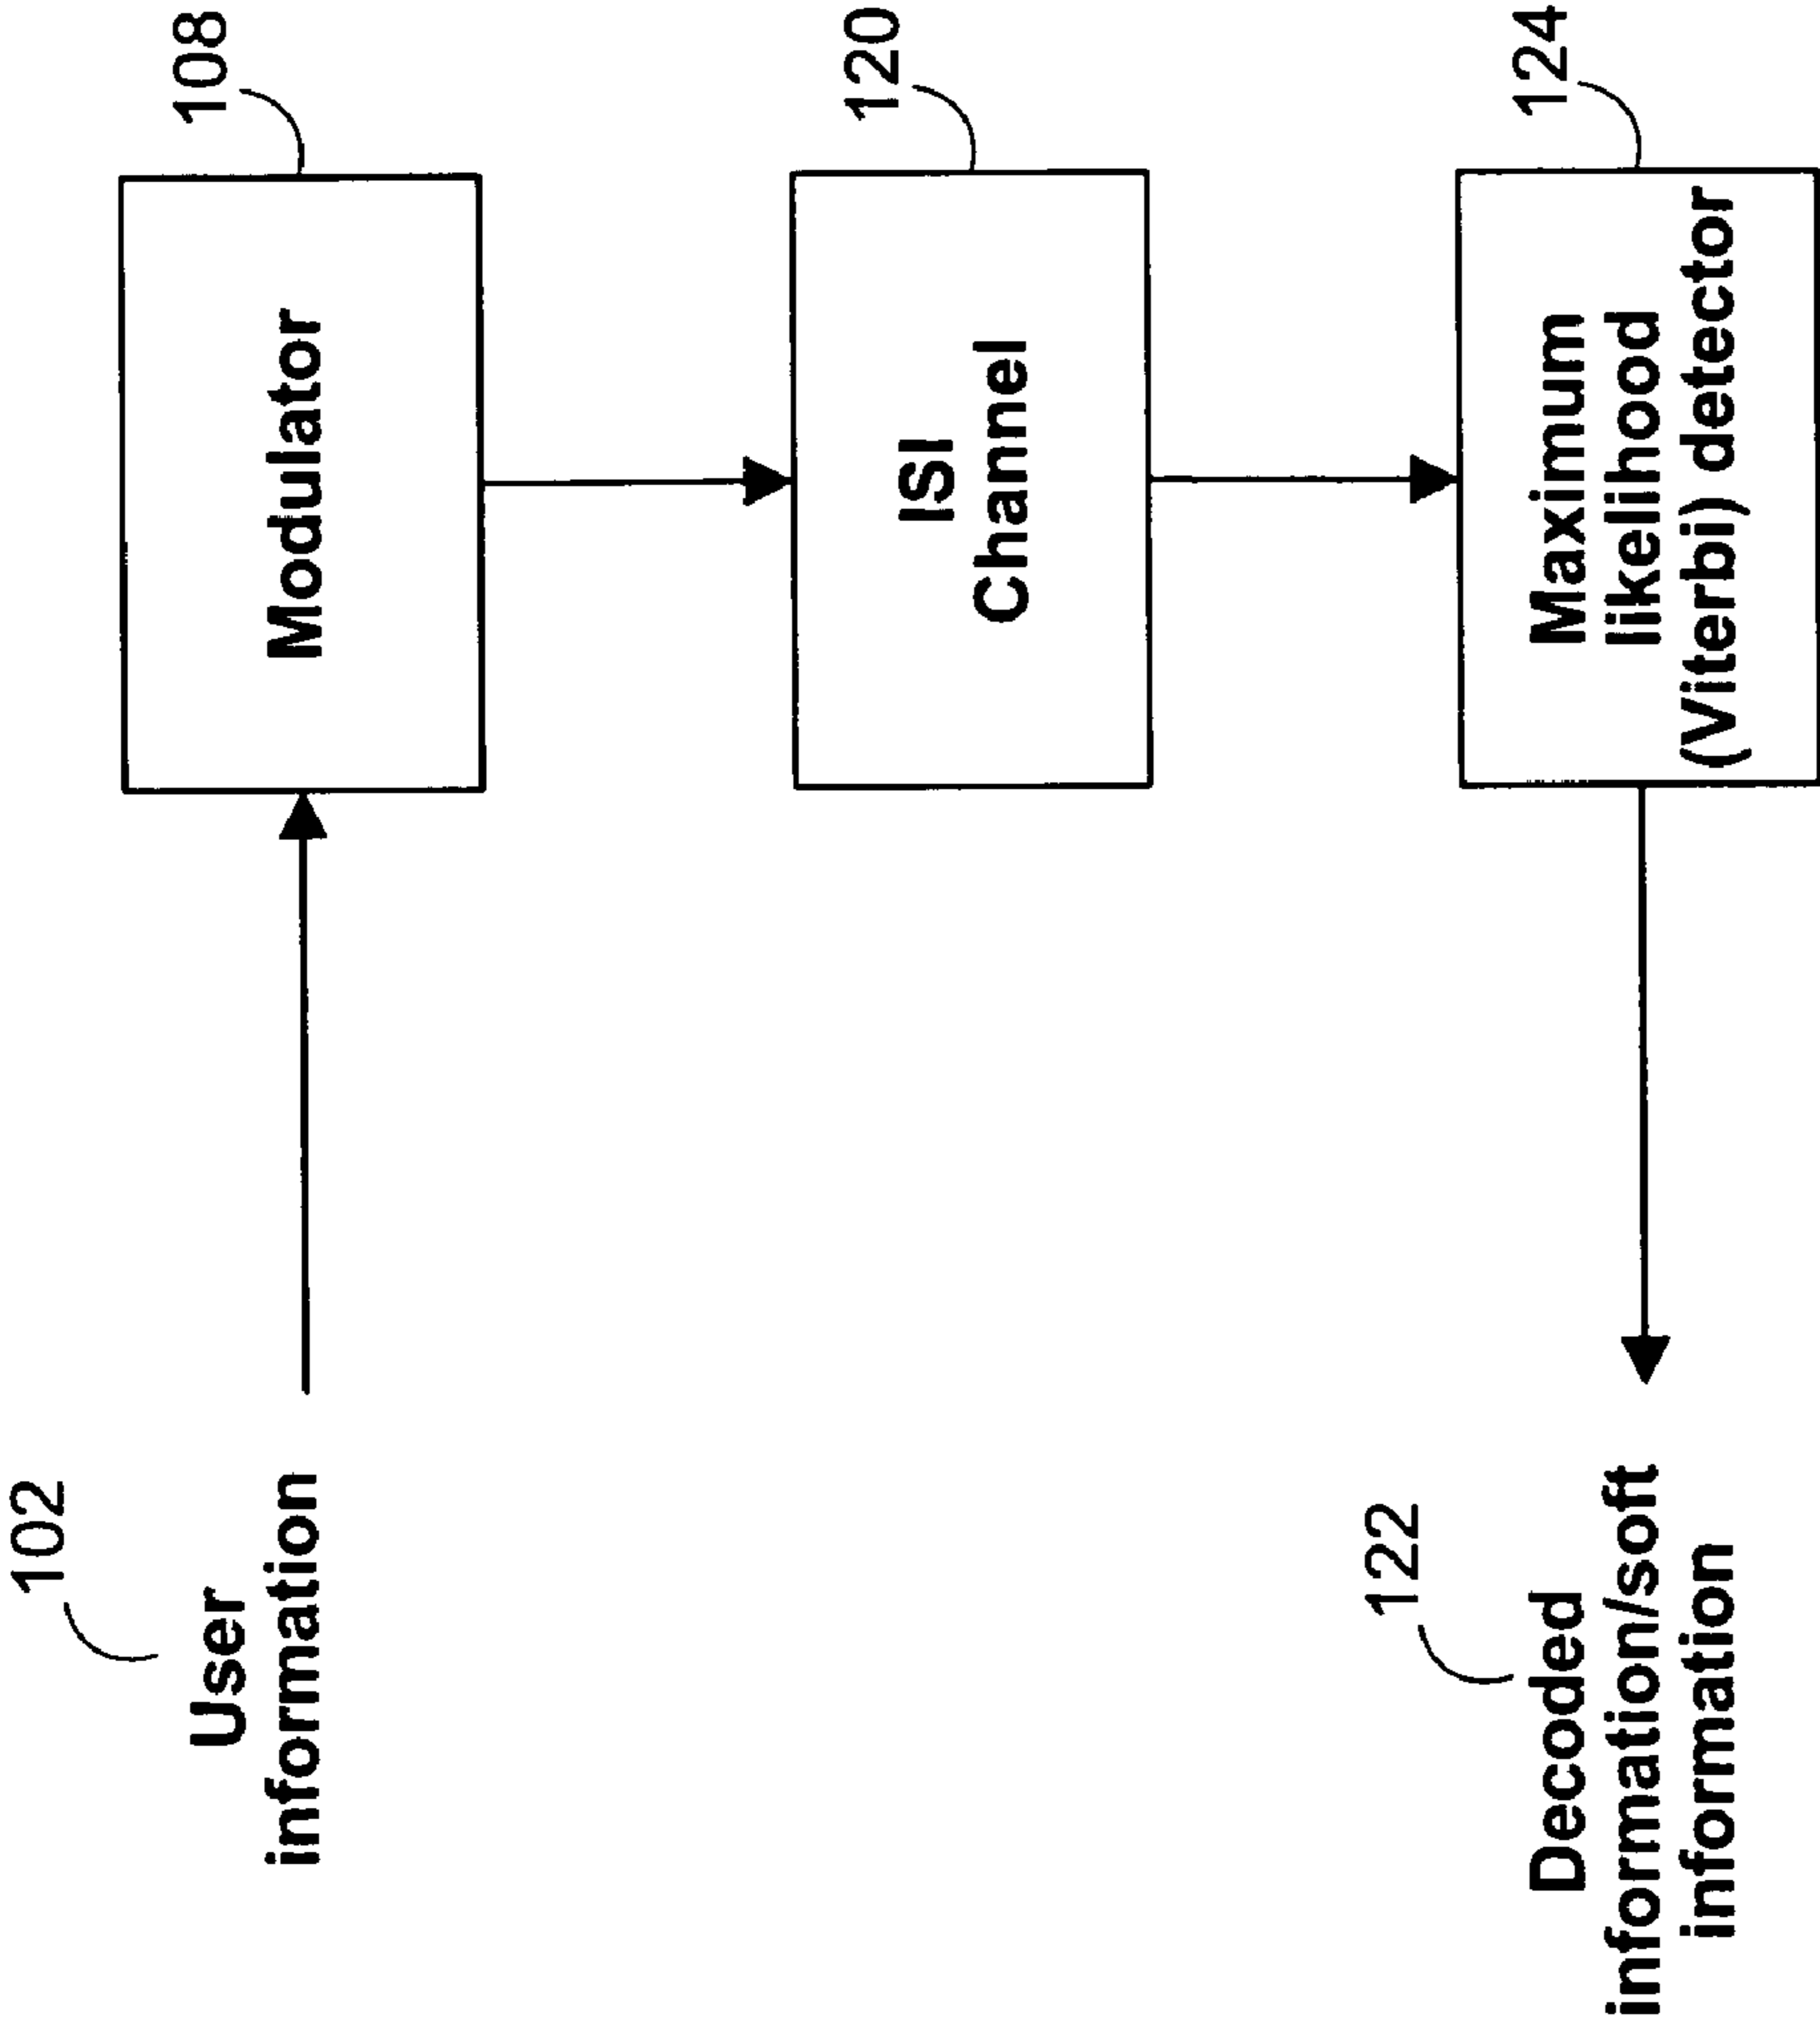 102
User
information
Modulator
108
ISI
Channel
120
Maximum
likelihood
(Viterbi) detector
124
122
Decoded
information/soft
information